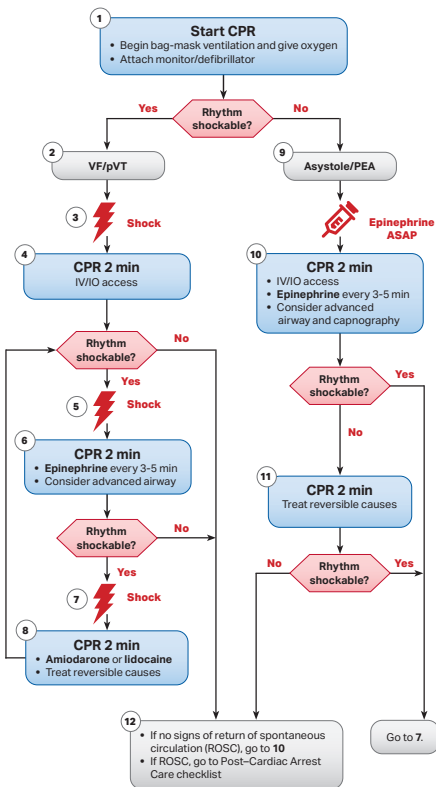 1
Start CPR
• Begin bag-mask ventilation and give oxygen
• Attach monitor/defibrillator
Rhythm
shockable?
Yes
No
2
VF/pVT
3
Shock
4
CPR 2 min
IV/IO access
Rhythm
shockable?
No
Yes
5
Shock
6
CPR 2 min
• Epinephrine every 3-5 min
• Consider advanced airway
Rhythm
shockable?
No
Yes
7
Shock
8
CPR 2 min
• Amiodarone or lidocaine
• Treat reversible causes
9
Asystole/PEA
Epinephrine
ASAP
10
CPR 2 min
• IV/IO access
• Epinephrine every 3-5 min
• Consider advanced
airway and capnography
Rhythm
shockable?
Yes
No
11
CPR 2 min
Treat reversible causes
No
Rhythm
shockable?
Yes
12
• If no signs of return of spontaneous
circulation (ROSC), go to 10
• If ROSC, go to Post–Cardiac Arrest
Care checklist
Go to 7.